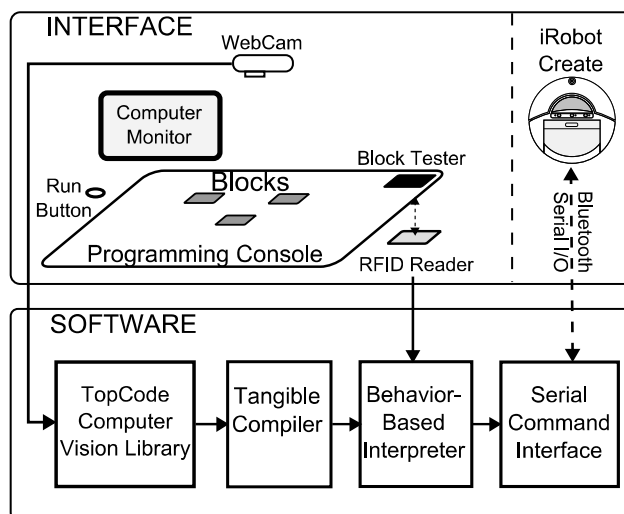 INTERFACE
WebCam
iRobot
Create
Computer
Monitor
Block Tester
Blocks
Run
Button
Programming Console
RFID Reader
Bluetooth
Serial I/O
SOFTWARE
TopCode
Computer
Vision Library
Tangible
Compiler
Behavior-
Based
Interpreter
Serial
Command
Interface